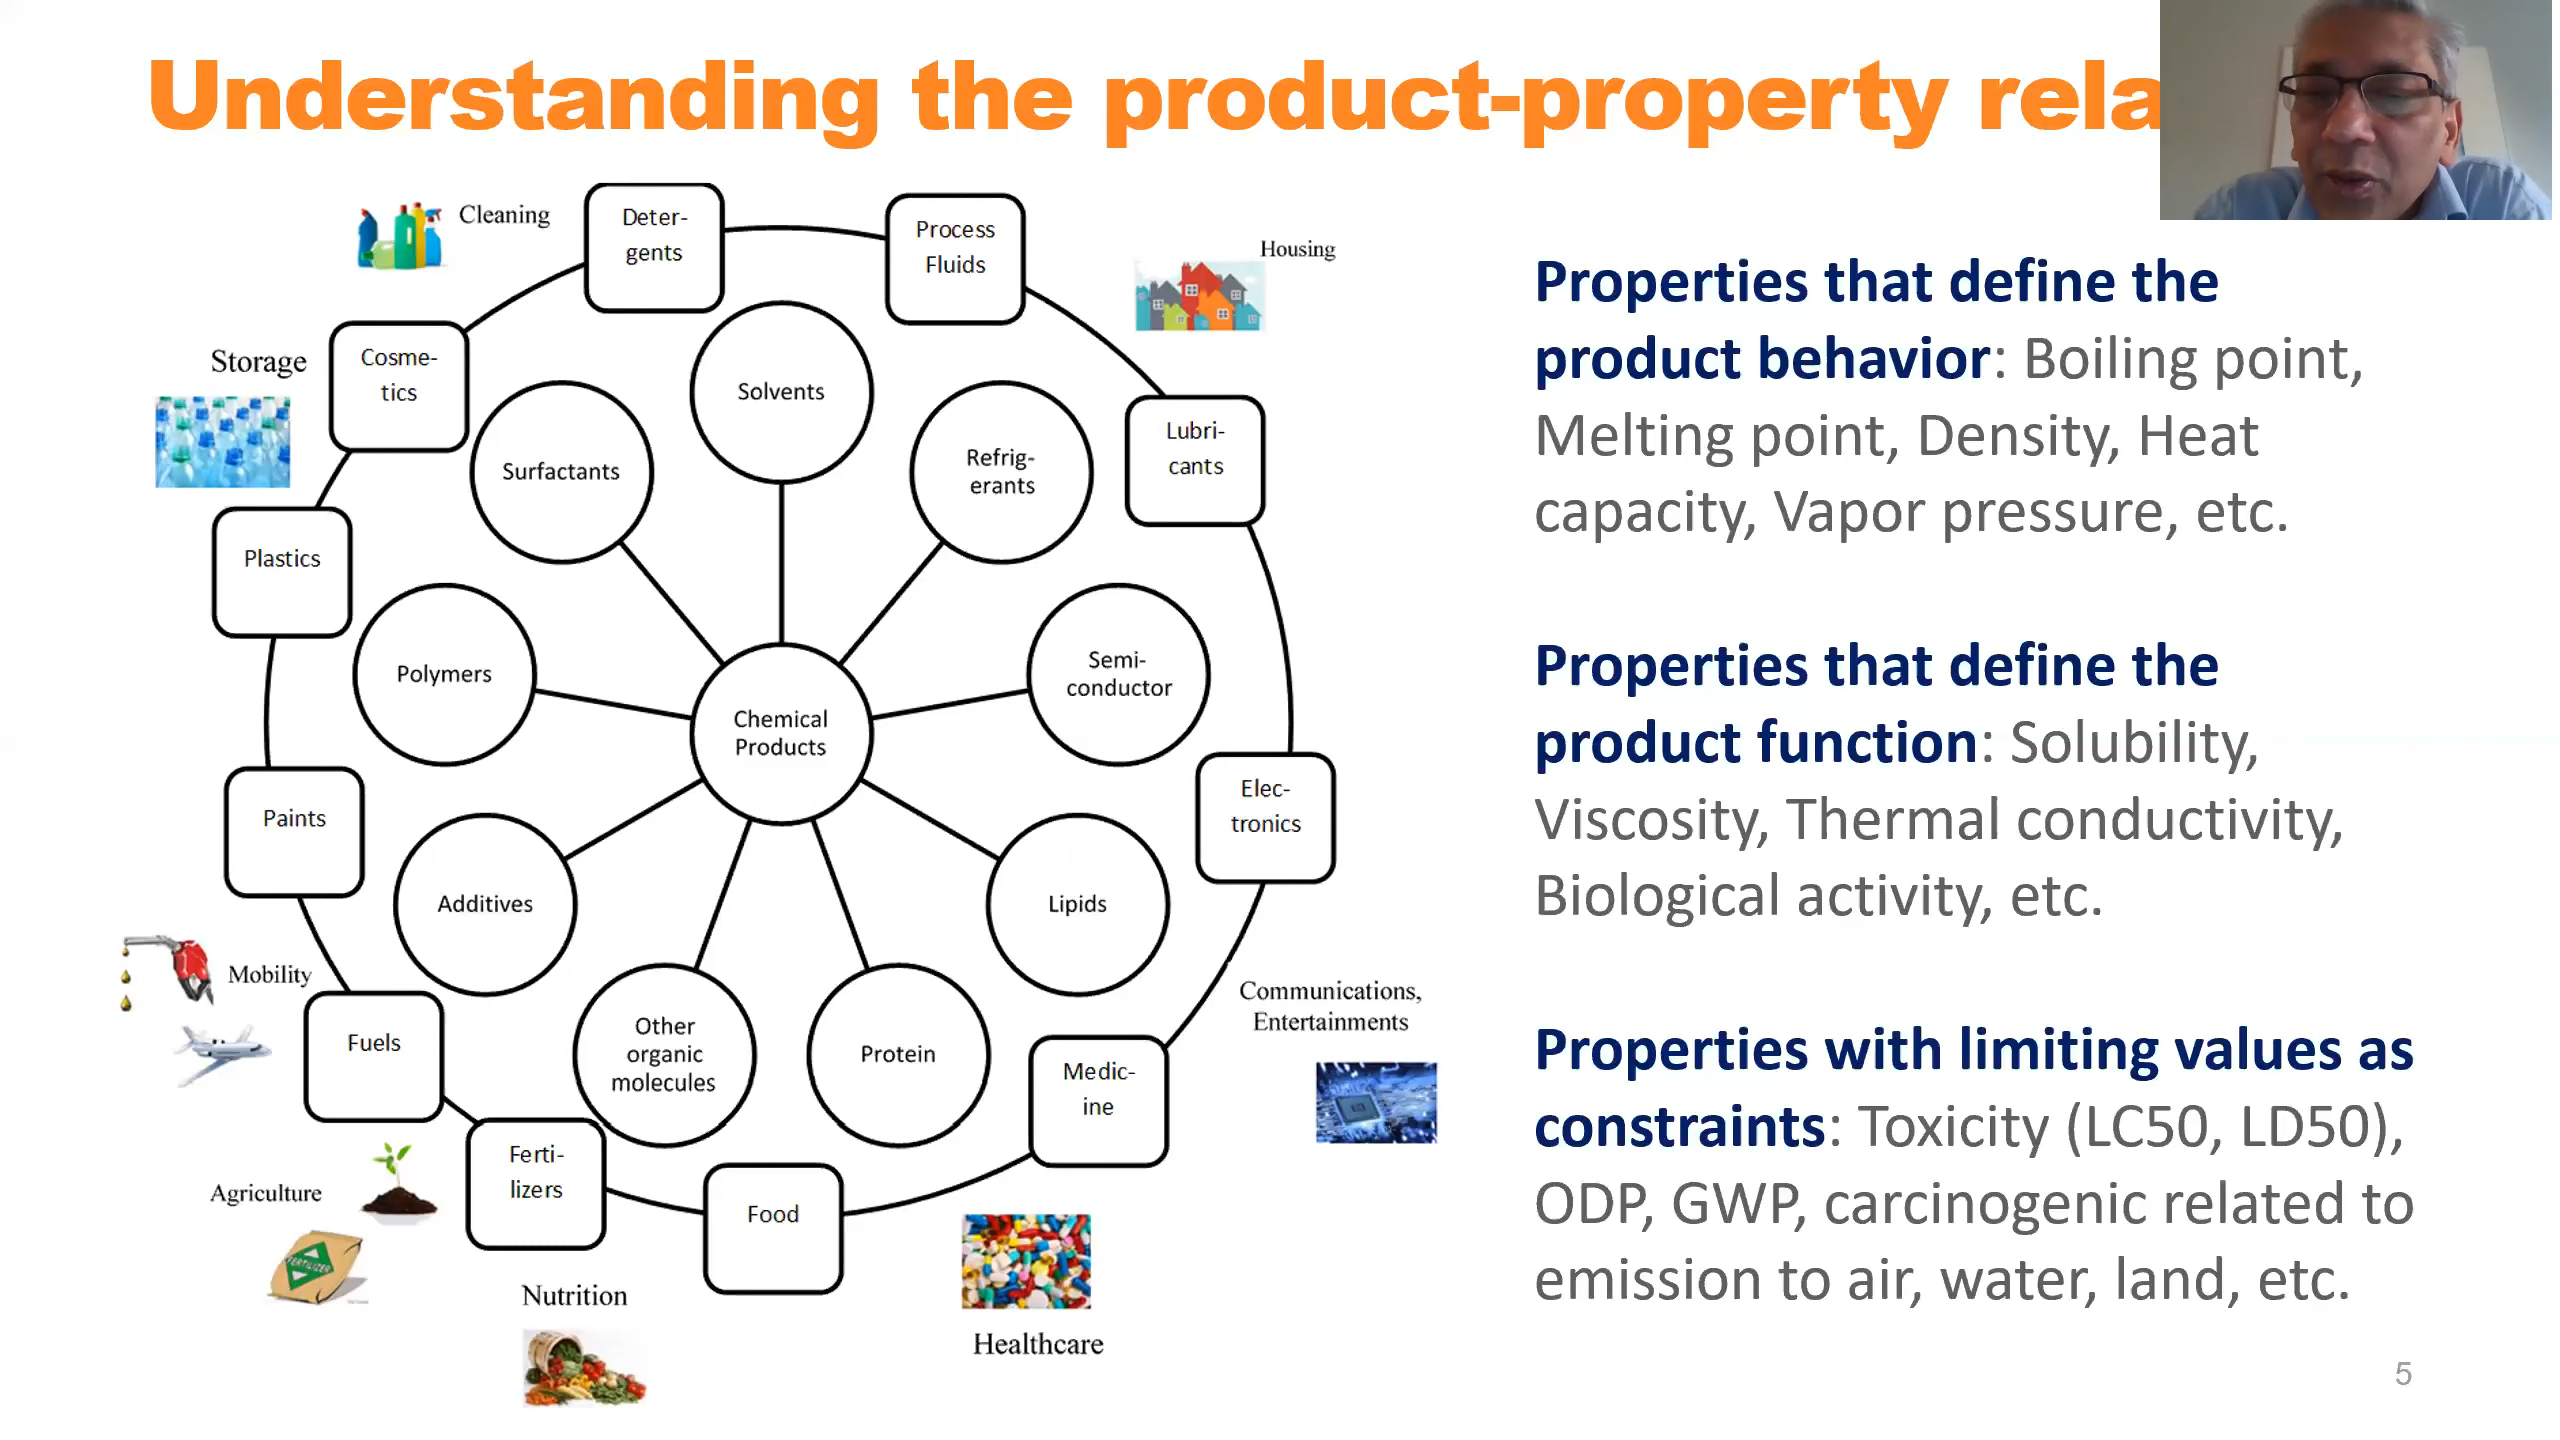 Understanding the product-property rela
Cleaning
Deter-
gents
Process
Fluids
Housing
Storage
Cosme-
tics
Solvents
Surfactants
Refrig-
erants
Lubri-
cants
Plastics
Polymers
Semi-
conductor
Chemical
Products
Paints
Elec-
tronics
Additives
Lipids
Mobility
Fuels
Other
organic
molecules
Protein
Medic-
ine
Communications,
Entertainments
Agriculture
Ferti-
lizers
Food
FERTILIZER
Nutrition
Healthcare
Properties that define the
product behavior: Boiling point,
Melting point, Density, Heat
capacity, Vapor pressure, etc.
Properties that define the
product function: Solubility,
Viscosity, Thermal conductivity,
Biological activity, etc.
Properties with limiting values as
constraints: Toxicity (LC50, LD50),
ODP, GWP, carcinogenic related to
emission to air, water, land, etc.
5